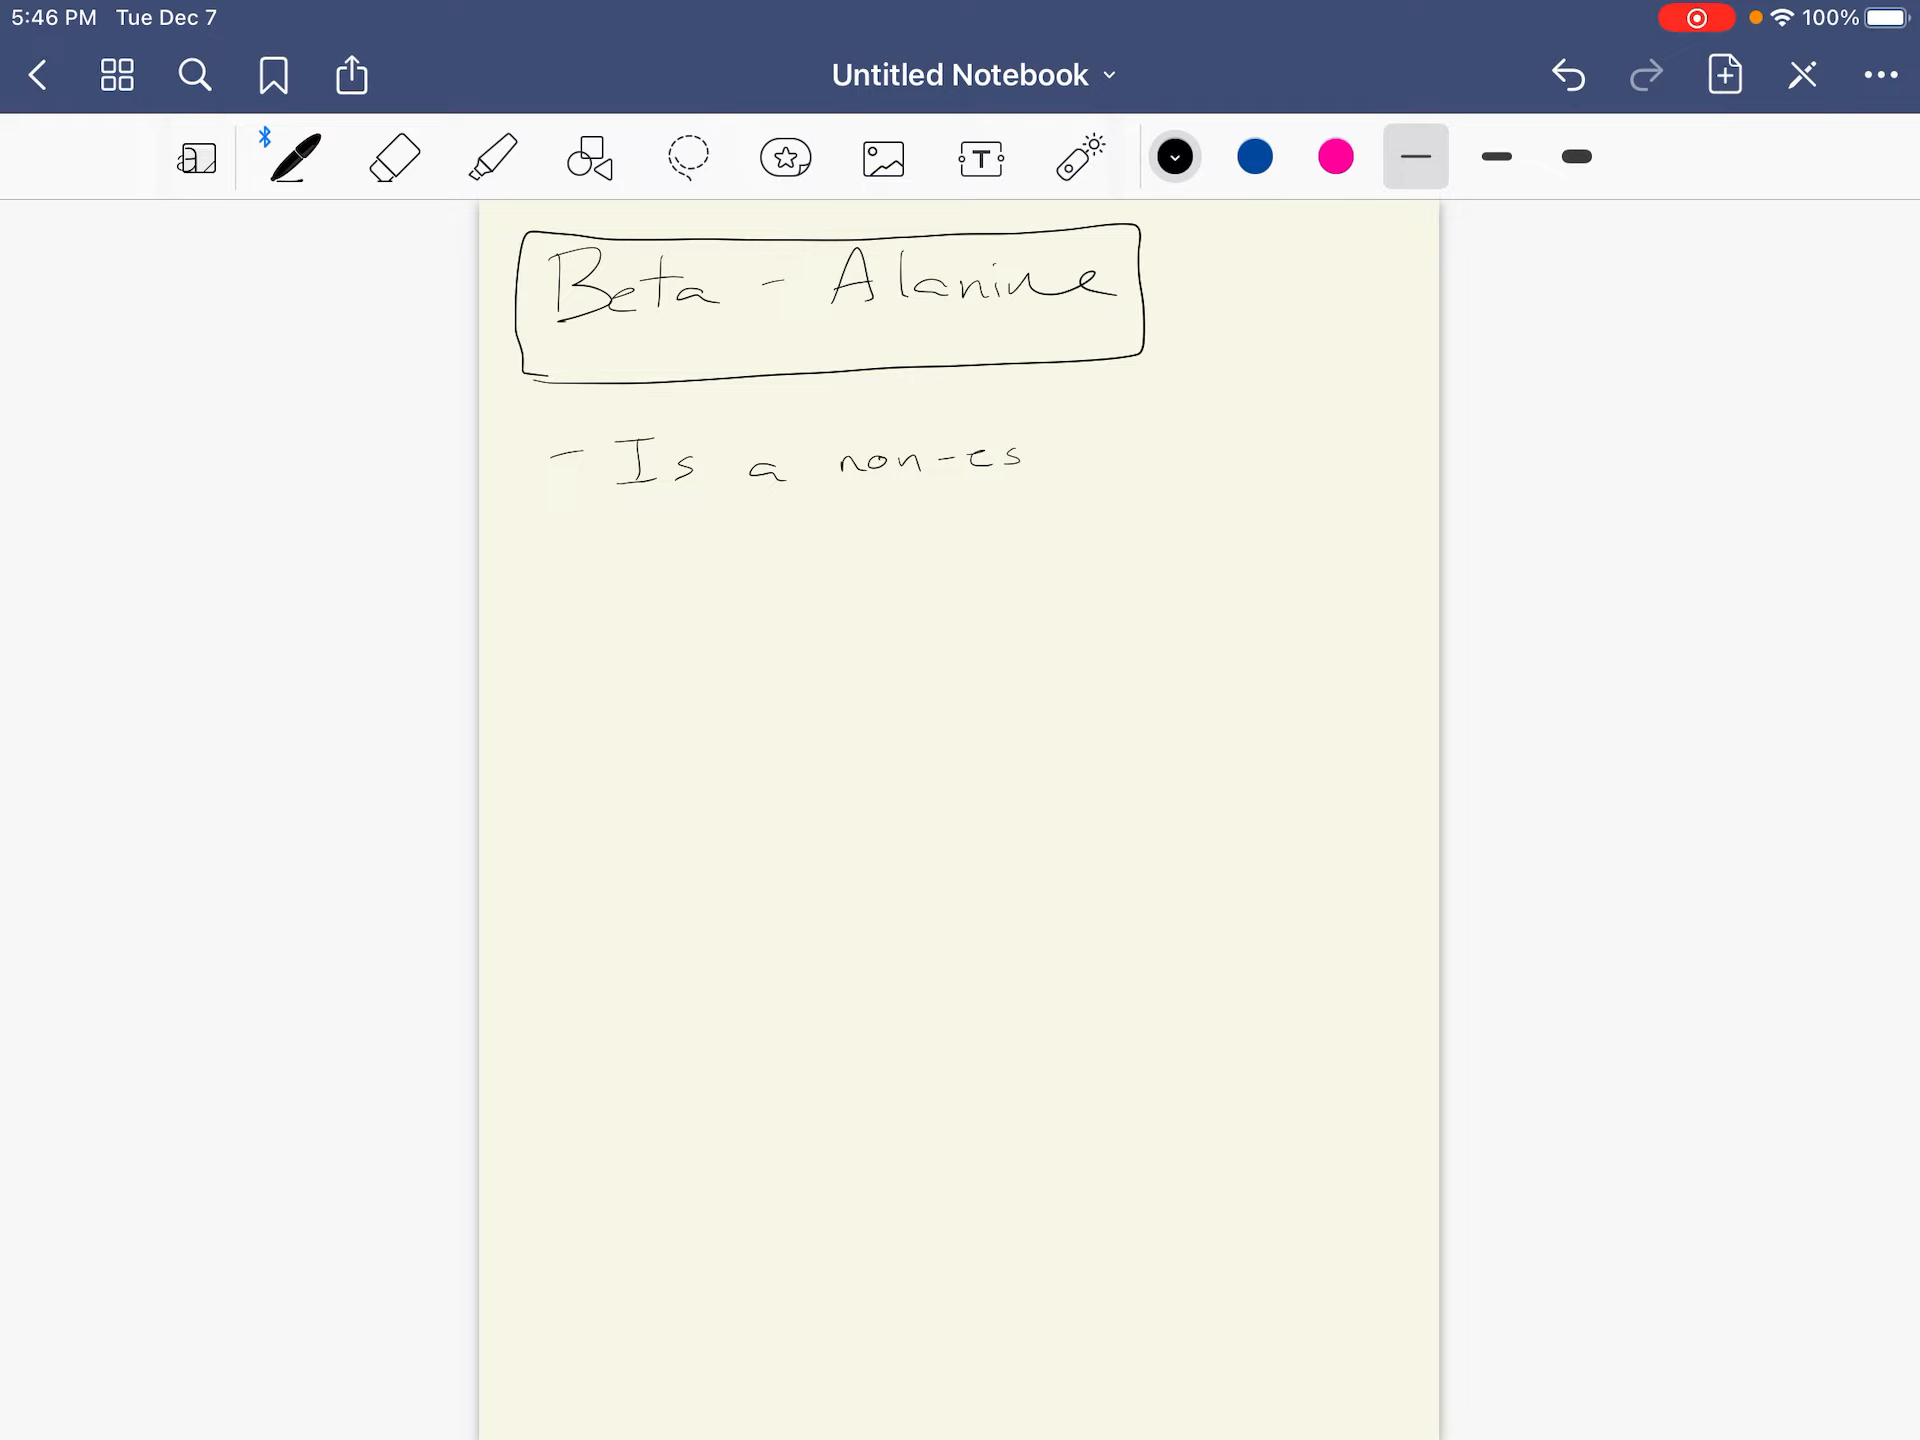 5:46 PM Tue Dec 7 100%
Untitled Notebook
T
Beta - Alanine
- Is a non-es